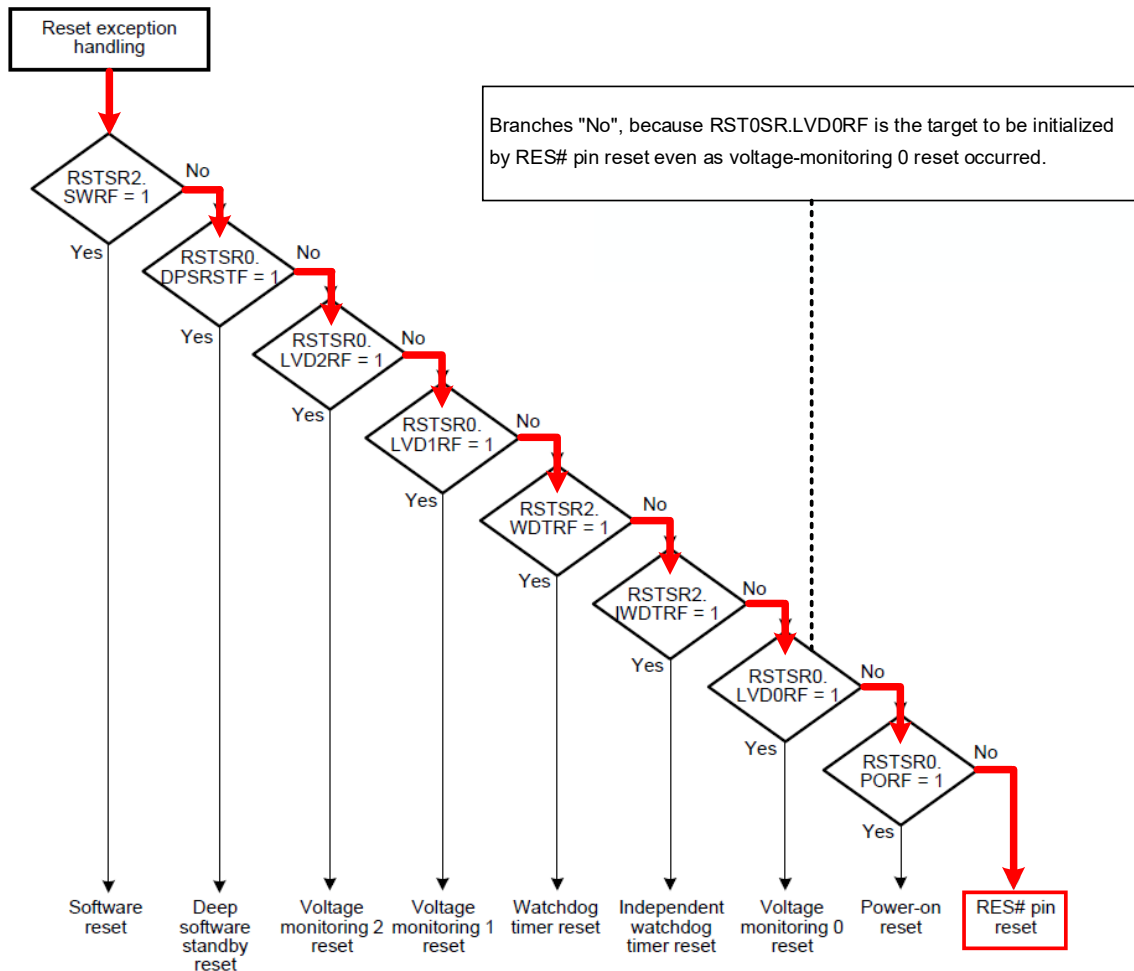 Reset exception
handling
Branches "No", because RST0SR.LVD0RF is the target to be initialized
by RES# pin reset even as voltage-monitoring 0 reset occurred.
RSTSR2.
SWRF = 1
No
Yes
RSTSR0.
DPSRSTF = 1
No
Yes
RSTSR0.
LVD2RF = 1
No
Yes
RSTSR0.
LVD1RF = 1
No
Yes
RSTSR2.
WDTRF = 1
No
Yes
RSTSR2.
IWDTRF = 1
No
Yes
RSTSR0.
LVD0RF = 1
No
Yes
RSTSR0.
PORF = 1
No
Yes
Software
reset
Deep
software
standby
reset
Voltage
monitoring 2
reset
Voltage
monitoring 1
reset
Watchdog
timer reset
Independent
watchdog
timer reset
Voltage
monitoring 0
reset
Power-on
reset
RES# pin
reset